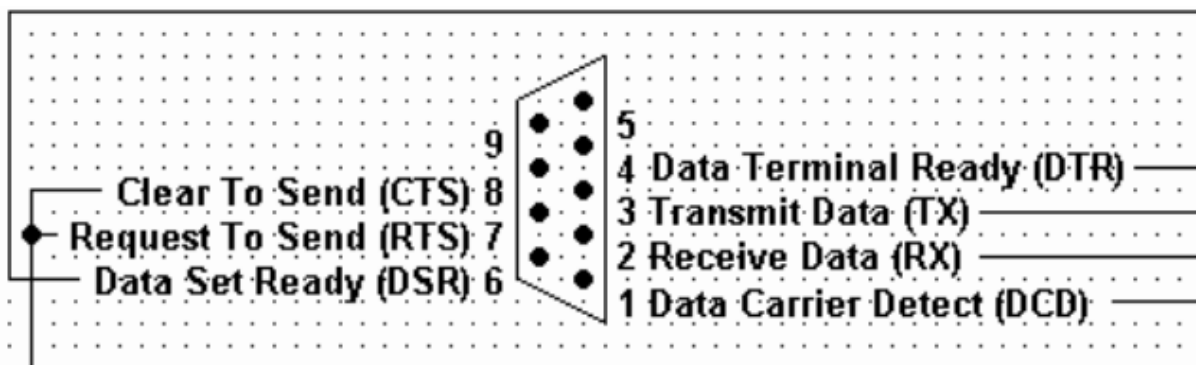 9
Clear To Send (CTS) 8
Request To Send (RTS) 7
Data Set Ready (DSR) 6
5
4 Data Terminal Ready (DTR)
3 Transmit Data (TX)
2 Receive Data (RX)
1 Data Carrier Detect (DCD)